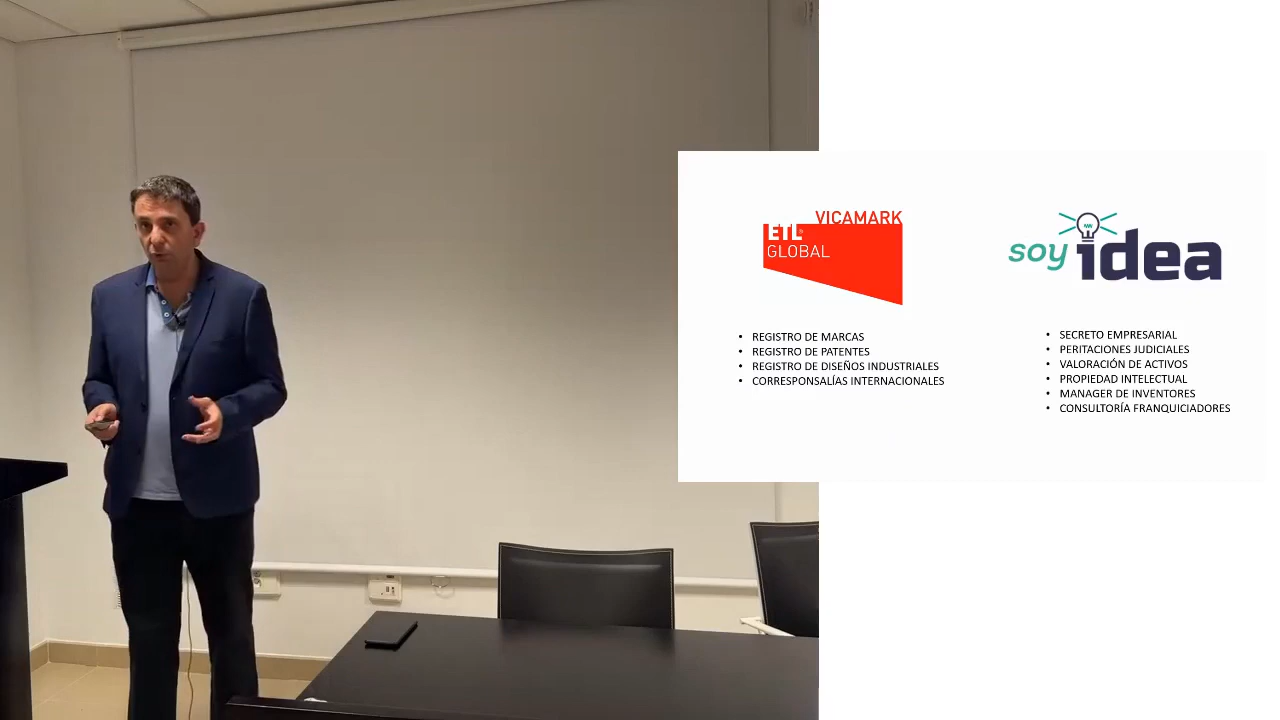 VICAMARK
ETL
GLOBAL
REGISTRO DE MARCAS
REGISTRO DE PATENTES
REGISTRO DE DISEÑOS INDUSTRIALES
CORRESPONSALÍAS INTERNACIONALES
soy idea
SECRETO EMPRESARIAL
PERITACIONES JUDICIALES
VALORACIÓN DE ACTIVOS
PROPIEDAD INTELECTUAL
MANAGER DE INVENTORES
CONSULTORÍA FRANQUICIADORES